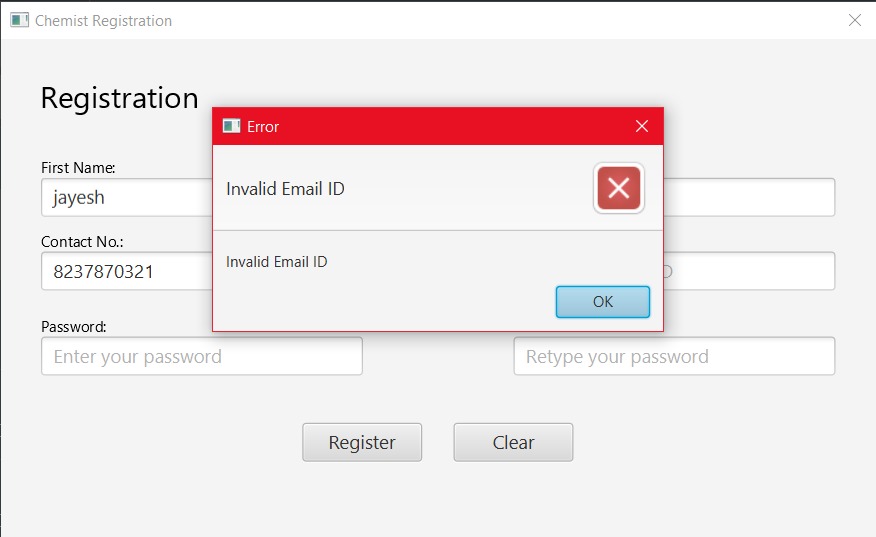 Chemist Registration
Registration
Error
Invalid Email ID
Invalid Email ID
OK
First Name:
jayesh
Contact No.:
8237870321
Password:
Enter your password
Retype your password
Register
Clear